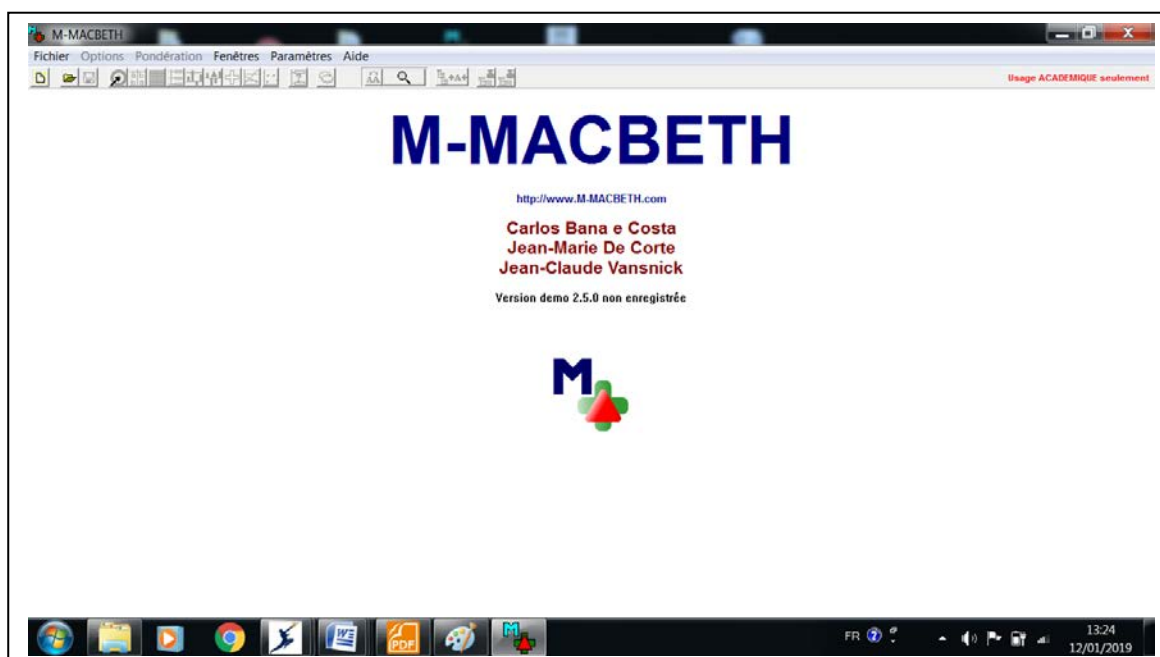 M-MACBETH
Fichier Options Pondération Fenêtres Paramètres Aide
Usage ACADEMIQUE seulement
M-MACBETH
http://www.M-MACBETH.com
Carlos Bana e Costa
Jean-Marie De Corte
Jean-Claude Vansnick
Version demo 2.5.0 non enregistrée
M
FR
13:24
12/01/2019